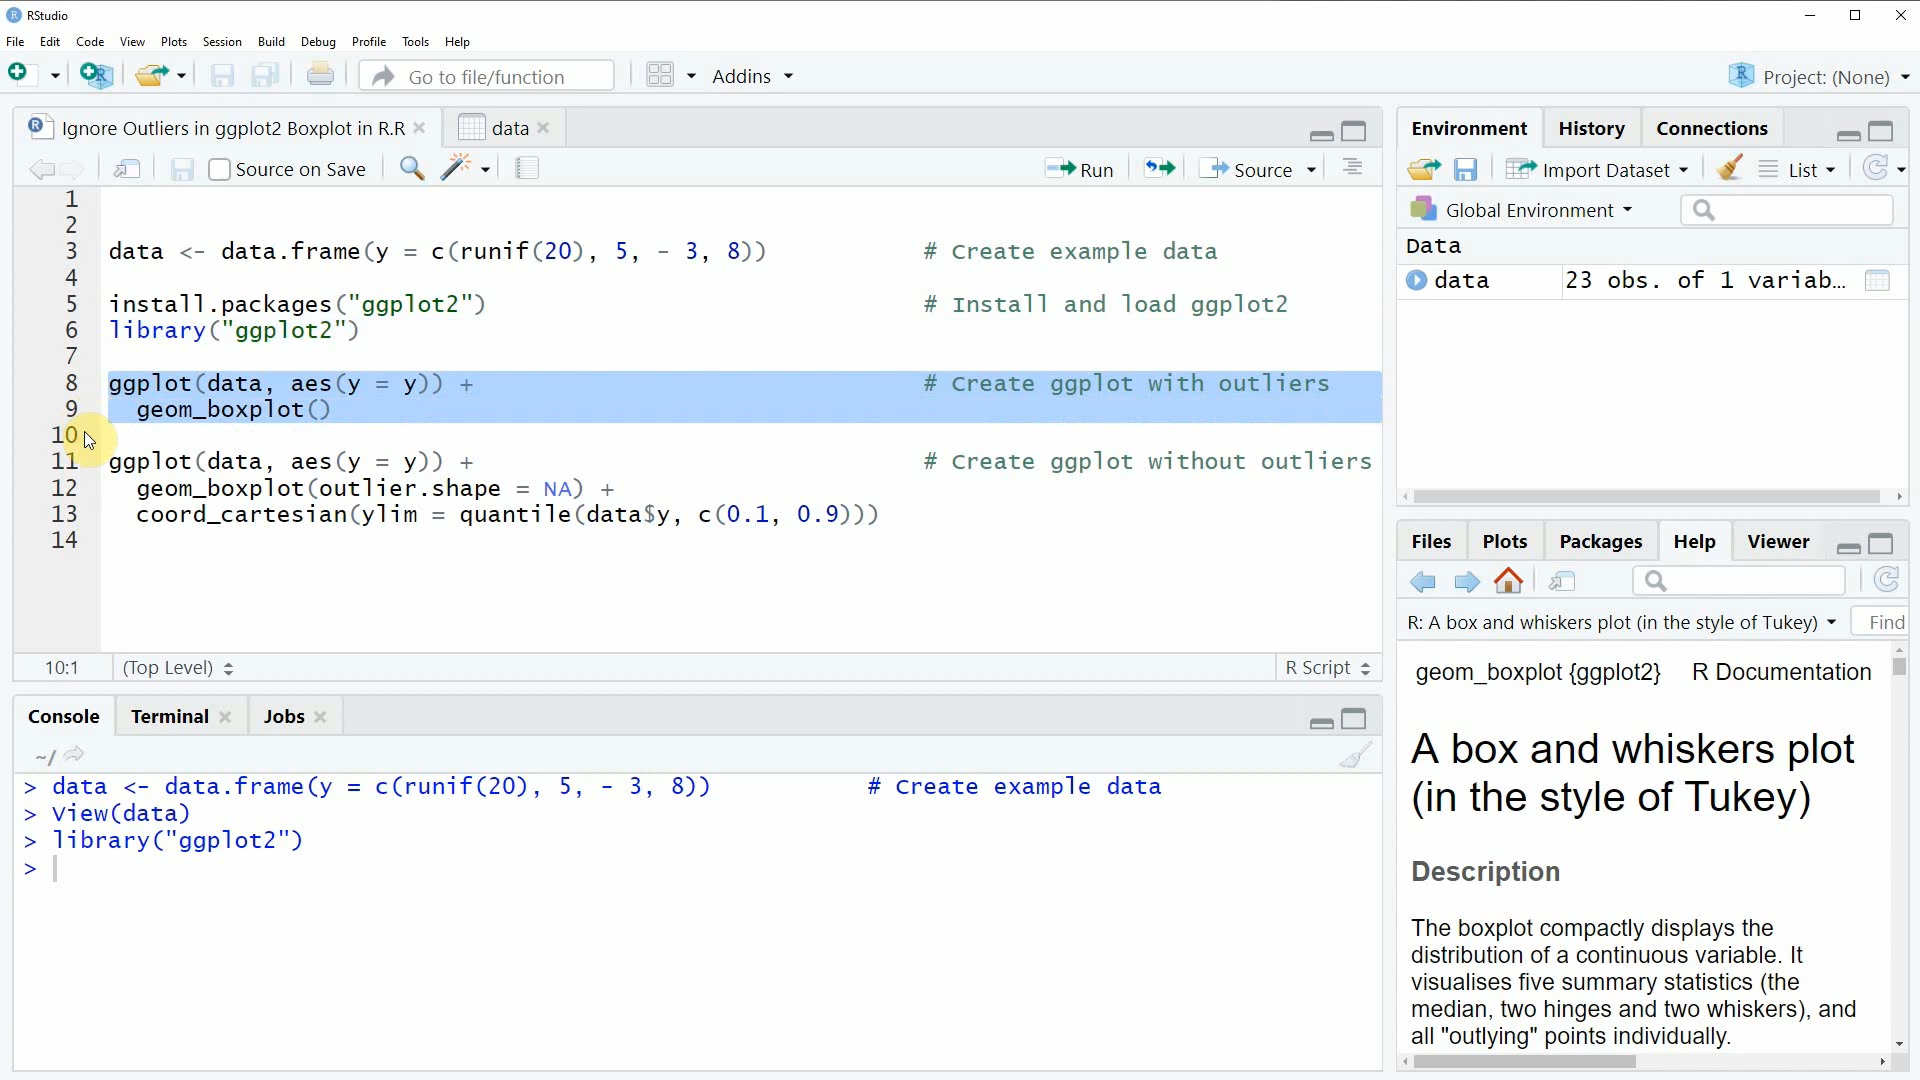 RStudio
File Edit Code View Plots Session Build Debug Profile Tools Help
Go to file/function Addins Project: (None)
Ignore Outliers in ggplot2 Boxplot in R.R data
Source on Save Run Source
1
2
3 data <- data.frame(y = c(runif(20), 5, - 3, 8)) # Create example data
4
5 install.packages("ggplot2") # Install and load ggplot2
6 library("ggplot2")
7
8 ggplot(data, aes(y = y)) + # Create ggplot with outliers
9 geom_boxplot()
10
11 ggplot(data, aes(y = y)) + # Create ggplot without outliers
12 geom_boxplot(outlier.shape = NA) +
13 coord_cartesian(ylim = quantile(data$y, c(0.1, 0.9)))
14
10:1 (Top Level) R Script
Console Terminal Jobs
~/
> data <- data.frame(y = c(runif(20), 5, - 3, 8)) # Create example data
> View(data)
> library("ggplot2")
>
Environment History Connections
Import Dataset List
Global Environment
Data
data 23 obs. of 1 variab...
Files Plots Packages Help Viewer
R: A box and whiskers plot (in the style of Tukey) Find
geom_boxplot {ggplot2} R Documentation
A box and whiskers plot
(in the style of Tukey)
Description
The boxplot compactly displays the
distribution of a continuous variable. It
visualises five summary statistics (the
median, two hinges and two whiskers), and
all "outlying" points individually.